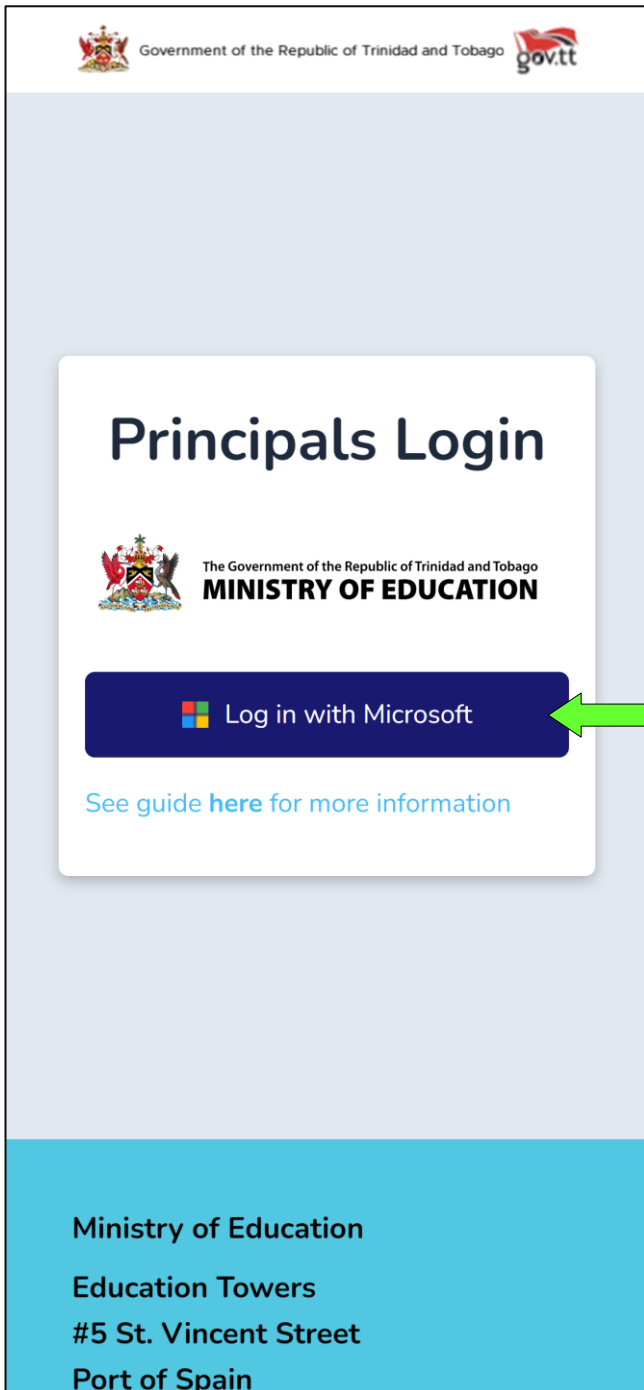 Government of the Republic of Trinidad and Tobago
gov.tt
Principals Login
The Government of the Republic of Trinidad and Tobago
MINISTRY OF EDUCATION
Log in with Microsoft
See guide here for more information
Ministry of Education
Education Towers
#5 St. Vincent Street
Port of Spain